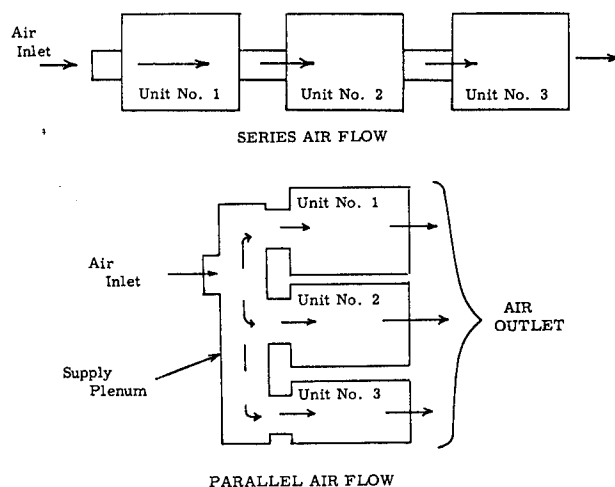 Air
Inlet
Unit No. 1
Unit No. 2
Unit No. 3
SERIES AIR FLOW
Unit No. 1
Air
Inlet
Unit No. 2
AIR
OUTLET
Supply
Plenum
Unit No. 3
PARALLEL AIR FLOW